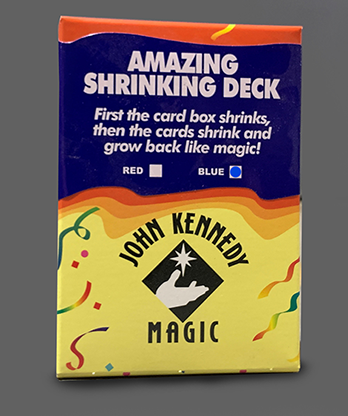 AMAZING
SHRINKING DECK
First the card box shrinks,
then the cards shrink and
grow back like magic!
RED BLUE
JOHN KENNEDY
MAGIC